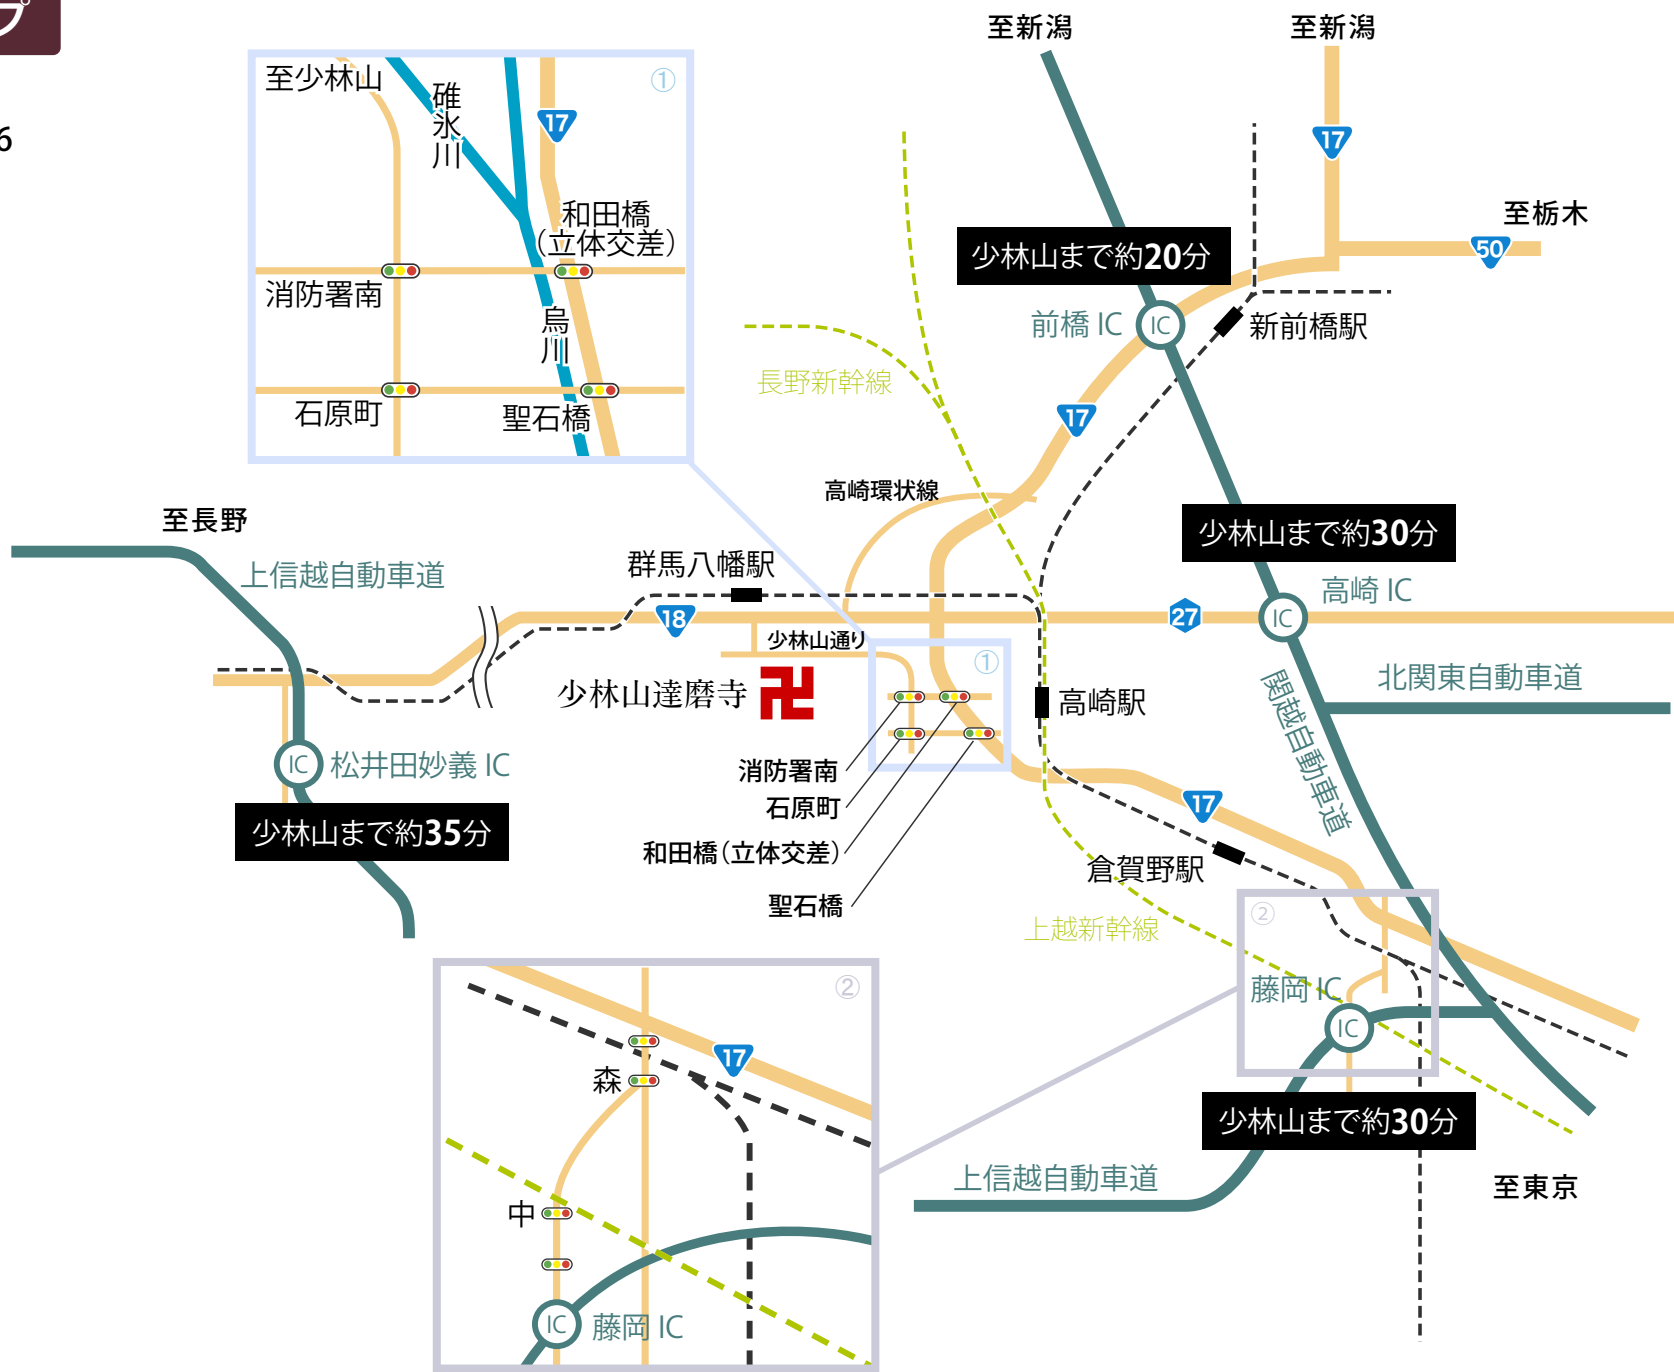 プ
6
至新潟
至新潟
至少林山
①
碓氷川
17
17
和田橋
（立体交差）
至栃木
50
少林山まで約20分
消防署南
前橋 IC
IC
新前橋駅
烏川
長野新幹線
石原町
聖石橋
17
高崎環状線
至長野
少林山まで約30分
上信越自動車道
群馬八幡駅
高崎 IC
18
27
IC
少林山通り
①
少林山達磨寺
北関東自動車道
高崎駅
関越自動車道
IC
松井田妙義 IC
消防署南
石原町
17
少林山まで約35分
和田橋（立体交差）
倉賀野駅
聖石橋
②
上越新幹線
②
藤岡 IC
IC
17
森
少林山まで約30分
上信越自動車道
至東京
中
IC
藤岡 IC